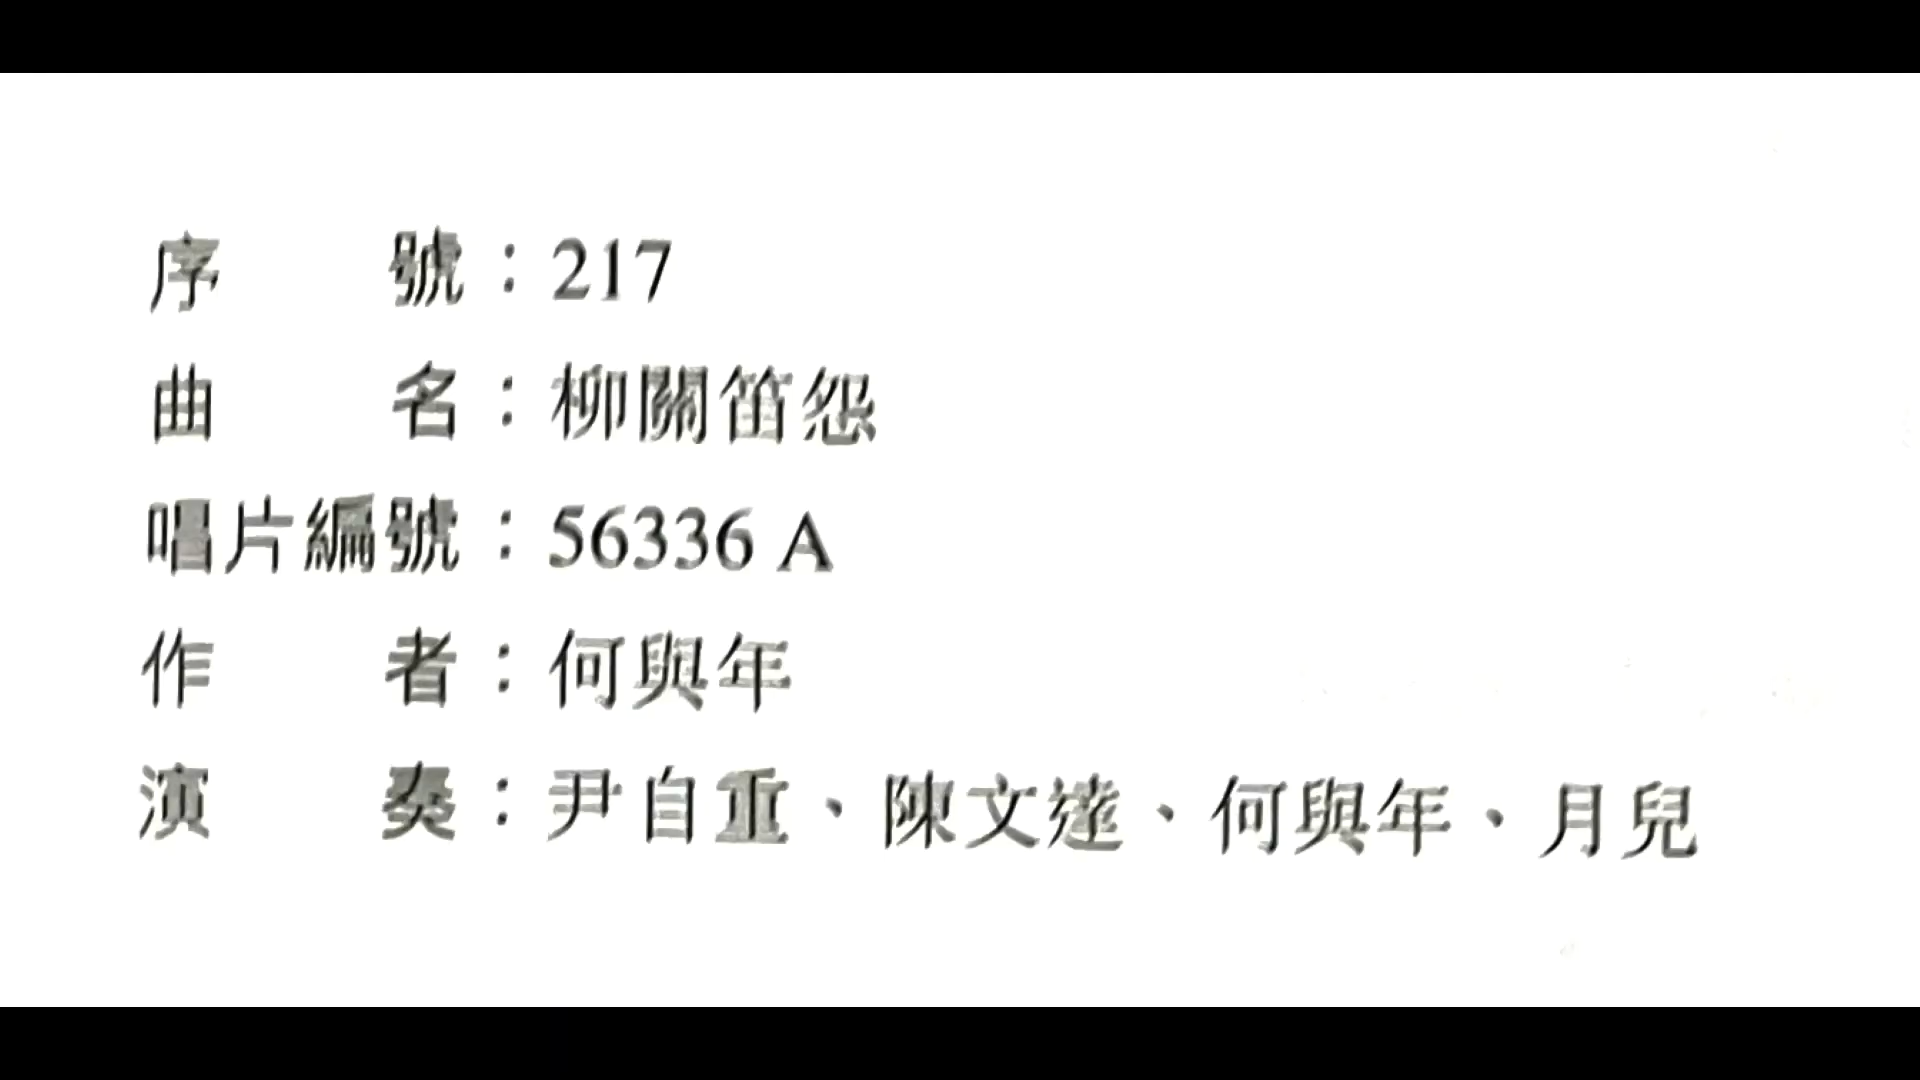 序號：217
曲名：柳關笛怨
唱片編號：56336 A
作者：何與年
演奏：尹自重、陳文達、何與年、月兒